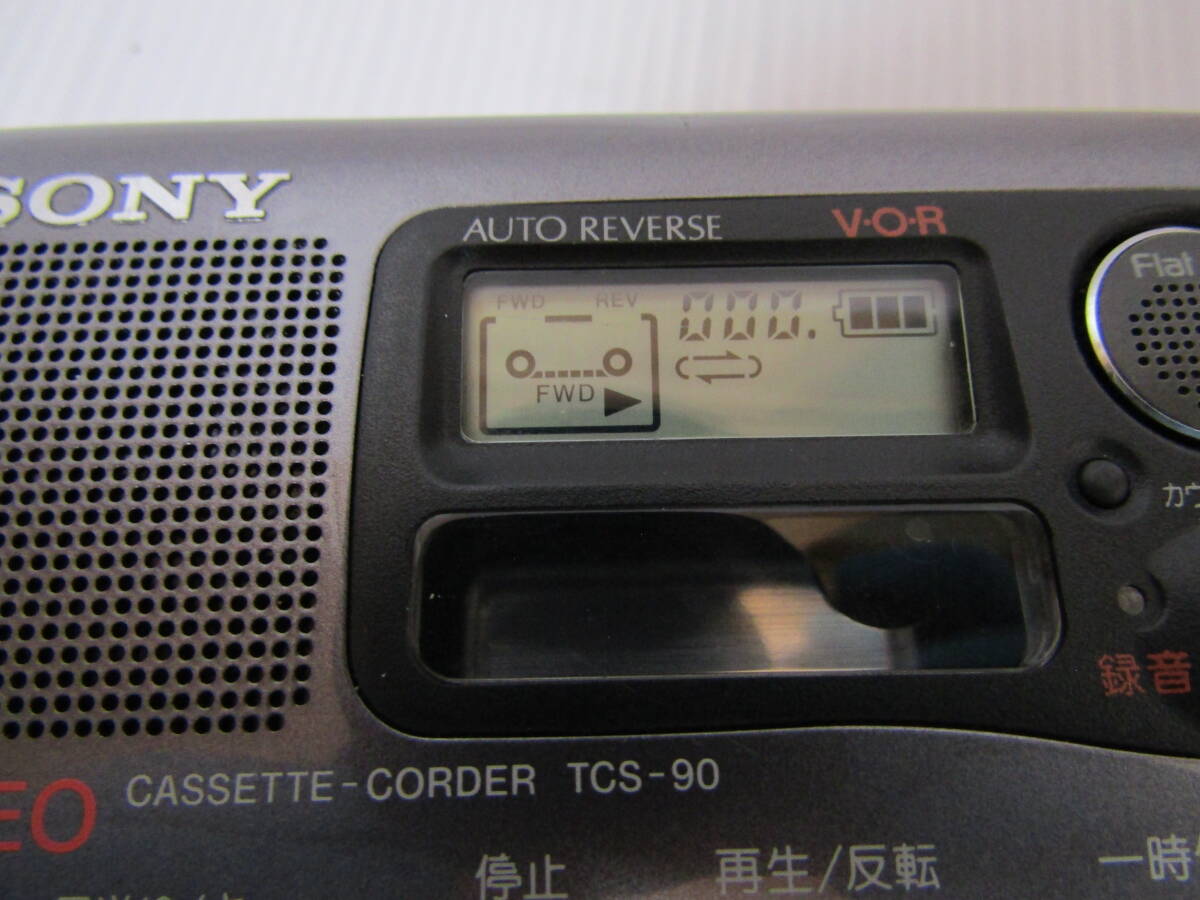 SONY
AUTO REVERSE V·O·R
Flat
FWD REV
000.
FWD
カウ
録音
EO CASSETTE-CORDER TCS-90
停止 再生/反転 一時